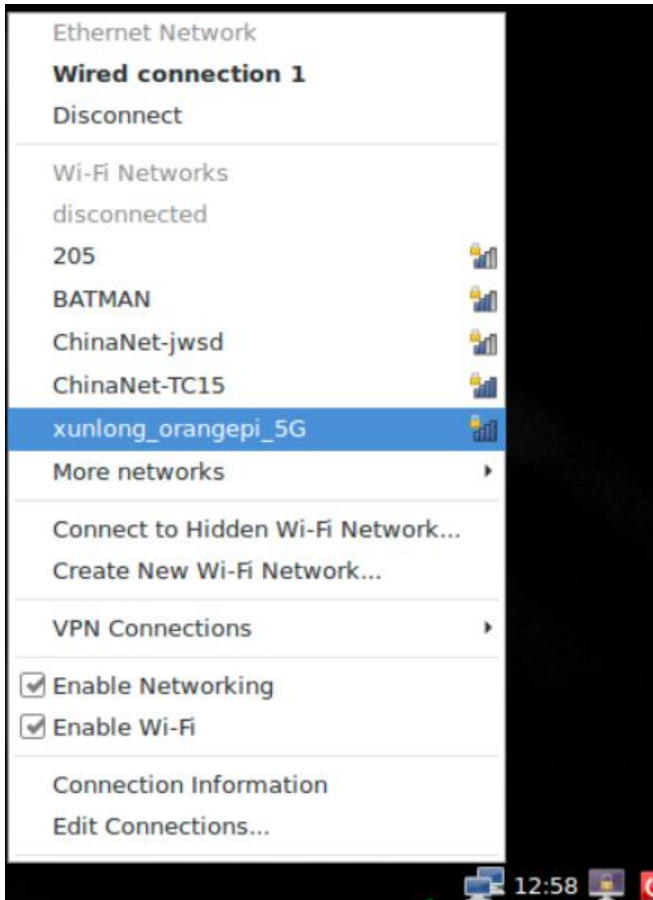 Ethernet Network
Wired connection 1
Disconnect
Wi-Fi Networks
disconnected
205
BATMAN
ChinaNet-jwsd
ChinaNet-TC15
xunlong_orangepi_5G
More networks
Connect to Hidden Wi-Fi Network...
Create New Wi-Fi Network...
VPN Connections
Enable Networking
Enable Wi-Fi
Connection Information
Edit Connections...
12:58